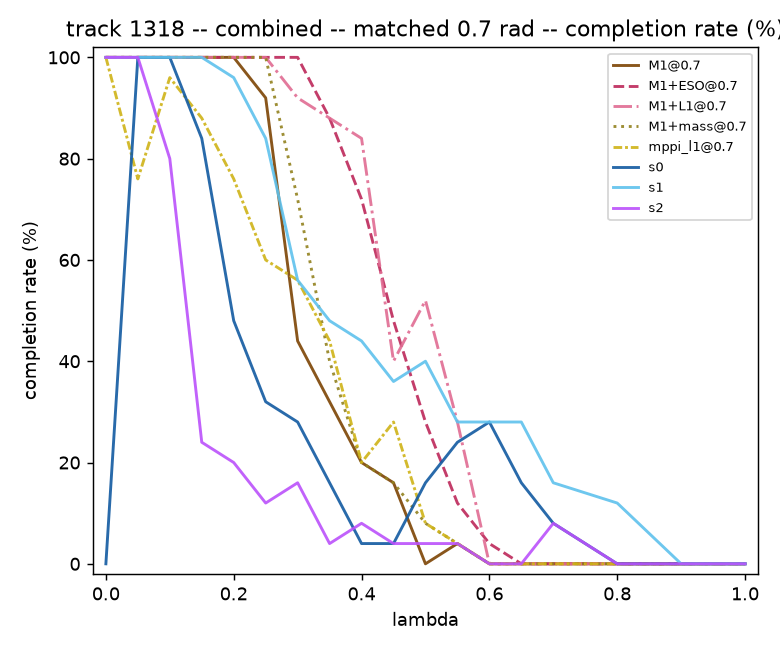 track 1318 -- combined -- matched 0.7 rad -- completion rate (%)
completion rate (%)
100
80
60
40
20
0
0.0 0.2 0.4 0.6 0.8 1.0
lambda
M1@0.7
M1+ESO@0.7
M1+L1@0.7
M1+mass@0.7
mppi_l1@0.7
s0
s1
s2